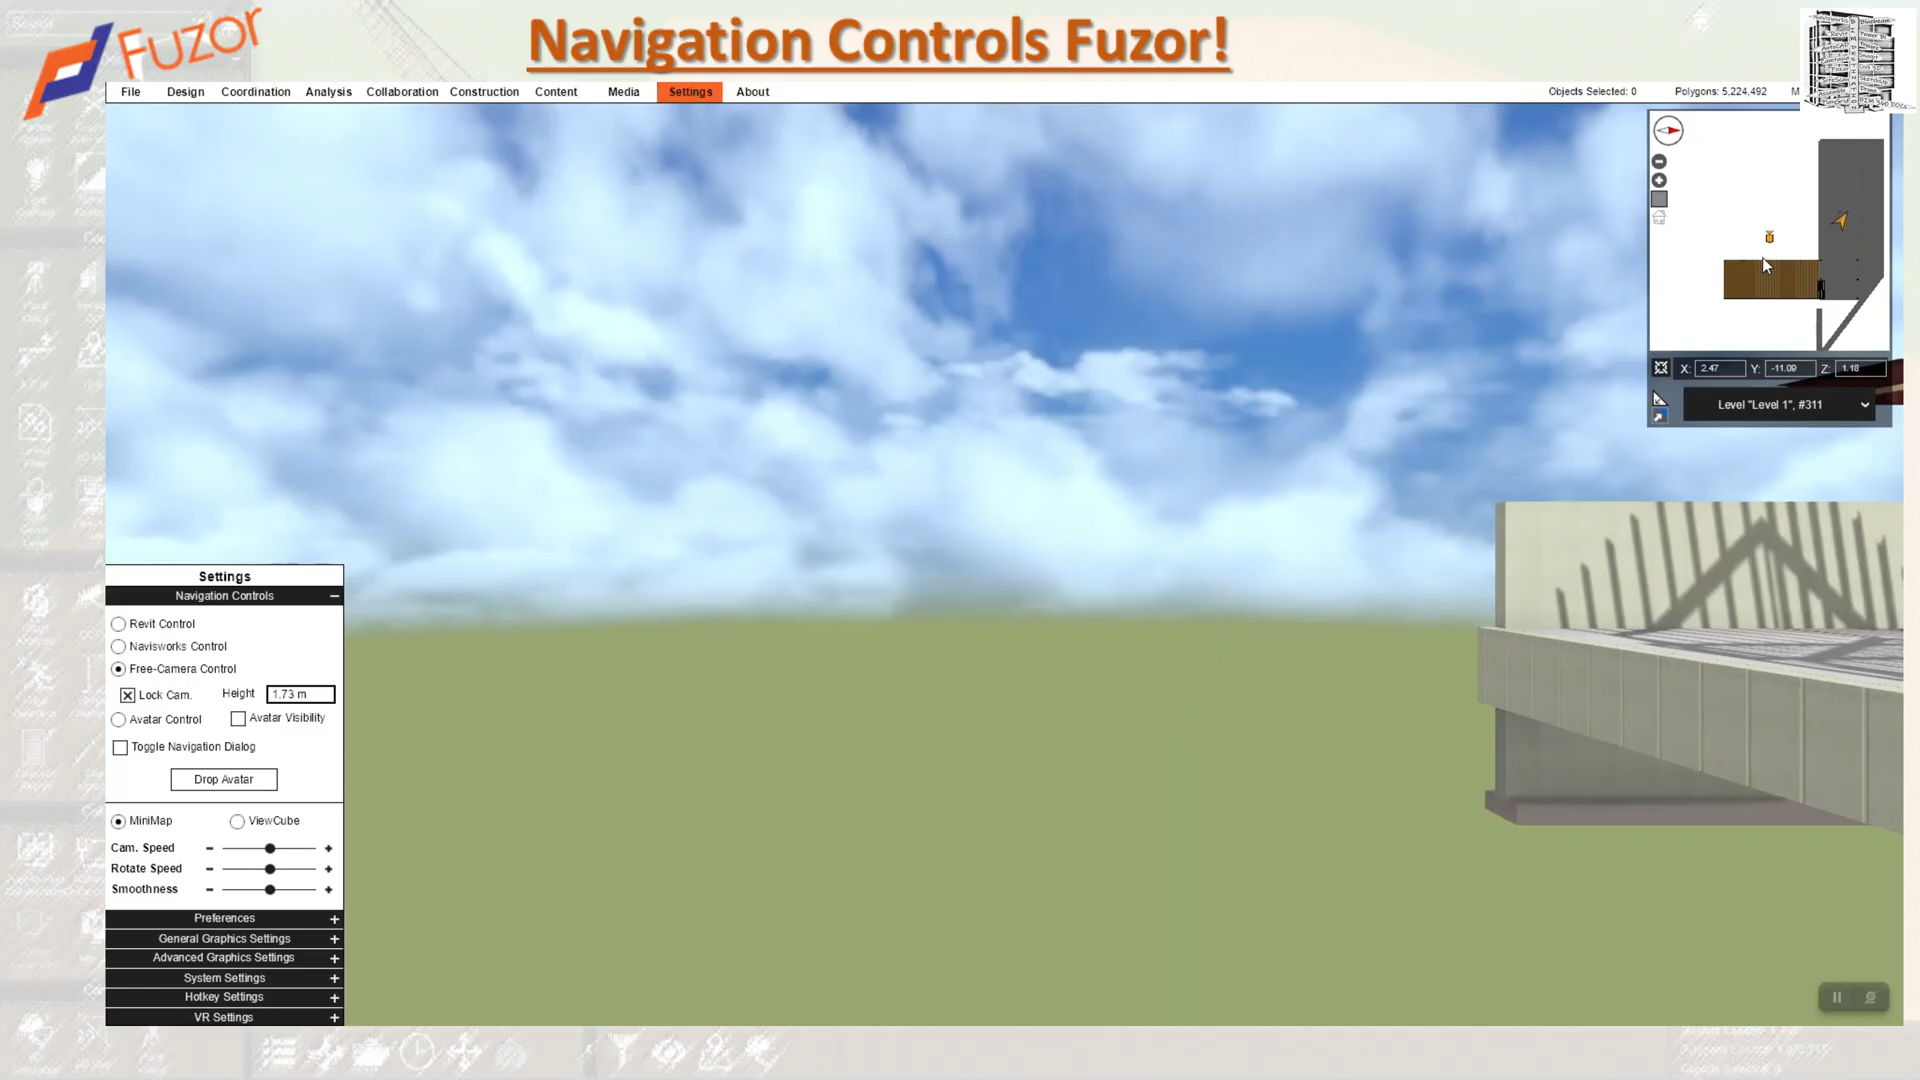 Fuzor
Navigation Controls Fuzor!
File Design Coordination Analysis Collaboration Construction Content Media Settings About
Objects Selected: 0 Polygons: 5,224,492 M
X: 2.47 Y: -11.09 Z: 1.18
Level "Level 1", #311
Settings
Navigation Controls
Revit Control
Navisworks Control
Free-Camera Control
Lock Cam. Height 1.73 m
Avatar Control Avatar Visibility
Toggle Navigation Dialog
Drop Avatar
MiniMap ViewCube
Cam. Speed
Rotate Speed
Smoothness
Preferences
General Graphics Settings
Advanced Graphics Settings
System Settings
Hotkey Settings
VR Settings